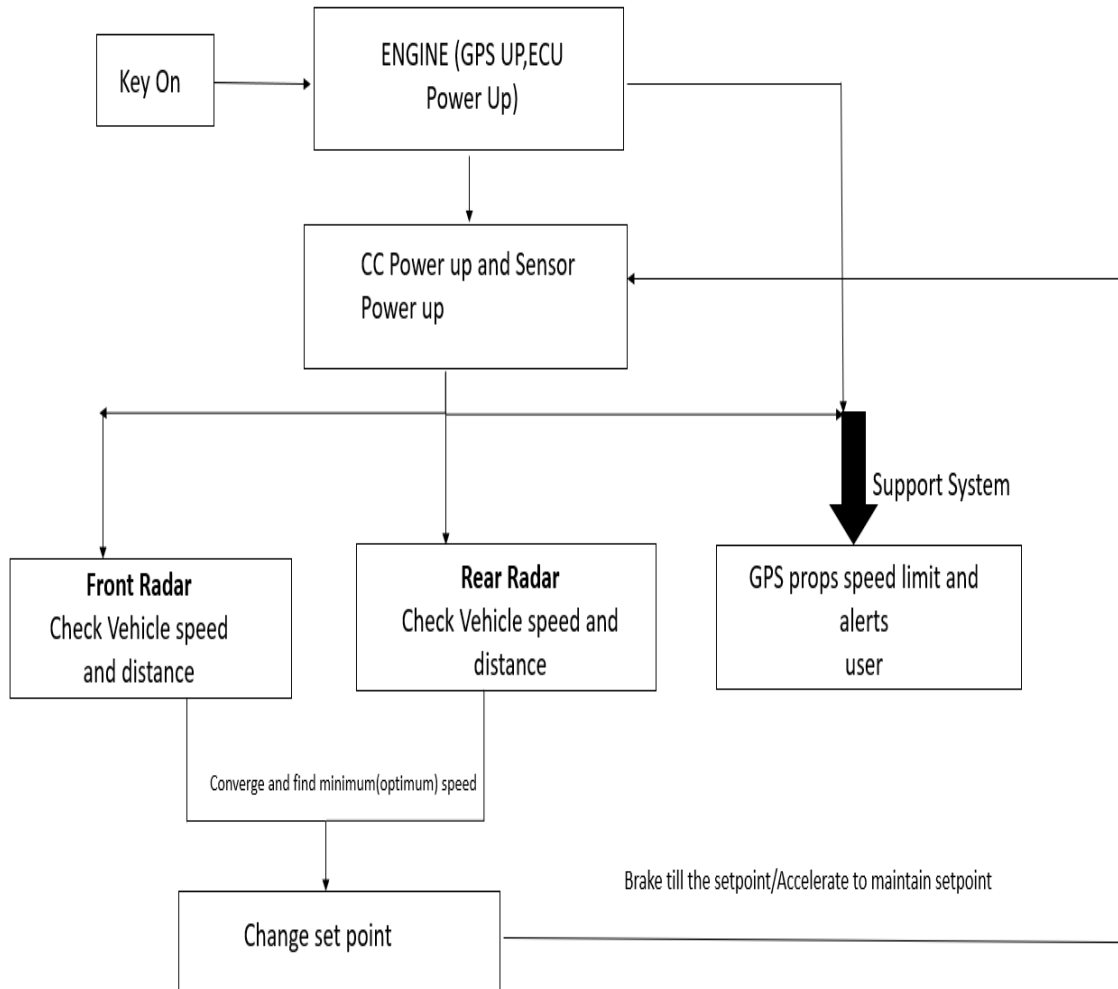 Key On
ENGINE (GPS UP,ECU
Power Up)
CC Power up and Sensor
Power up
Support System
Front Radar
Check Vehicle speed
and distance
Rear Radar
Check Vehicle speed and
distance
GPS props speed limit and
alerts
user
Converge and find minimum(optimum) speed
Brake till the setpoint/Accelerate to maintain setpoint
Change set point